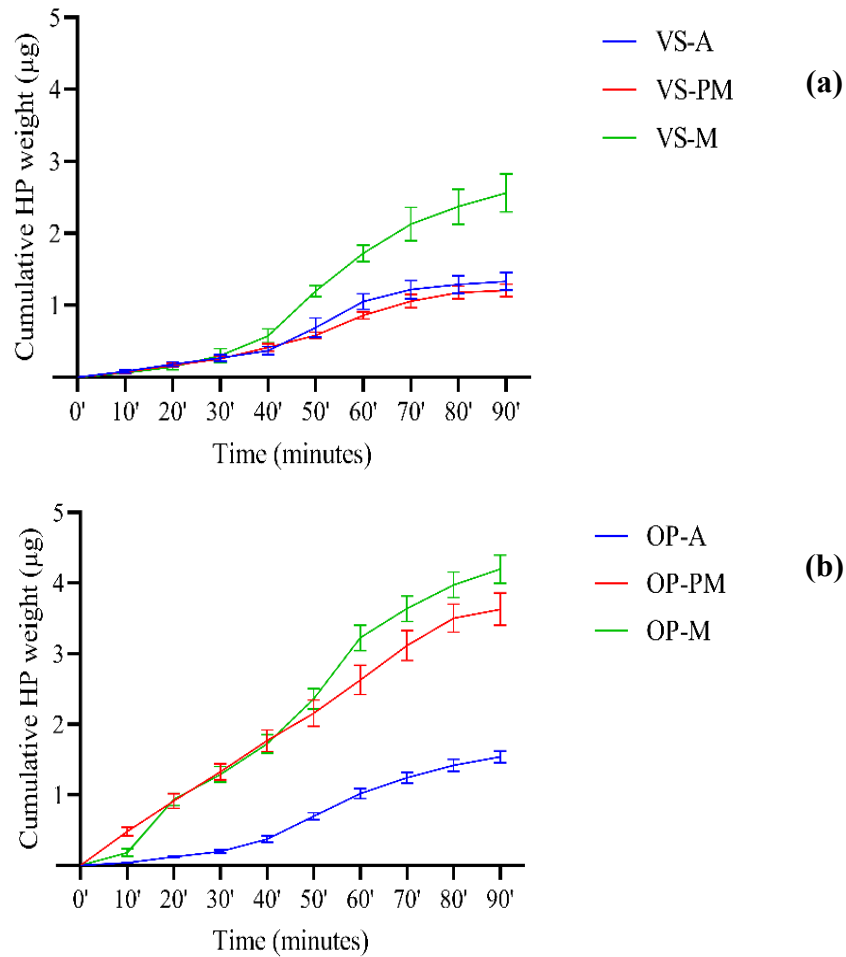 Cumulative HP weight (µg)
5
4
3
2
1
0' 10' 20' 30' 40' 50' 60' 70' 80' 90'
Time (minutes)
VS-A
VS-PM
VS-M
(a)
Cumulative HP weight (µg)
5
4
3
2
1
0' 10' 20' 30' 40' 50' 60' 70' 80' 90'
Time (minutes)
OP-A
OP-PM
OP-M
(b)